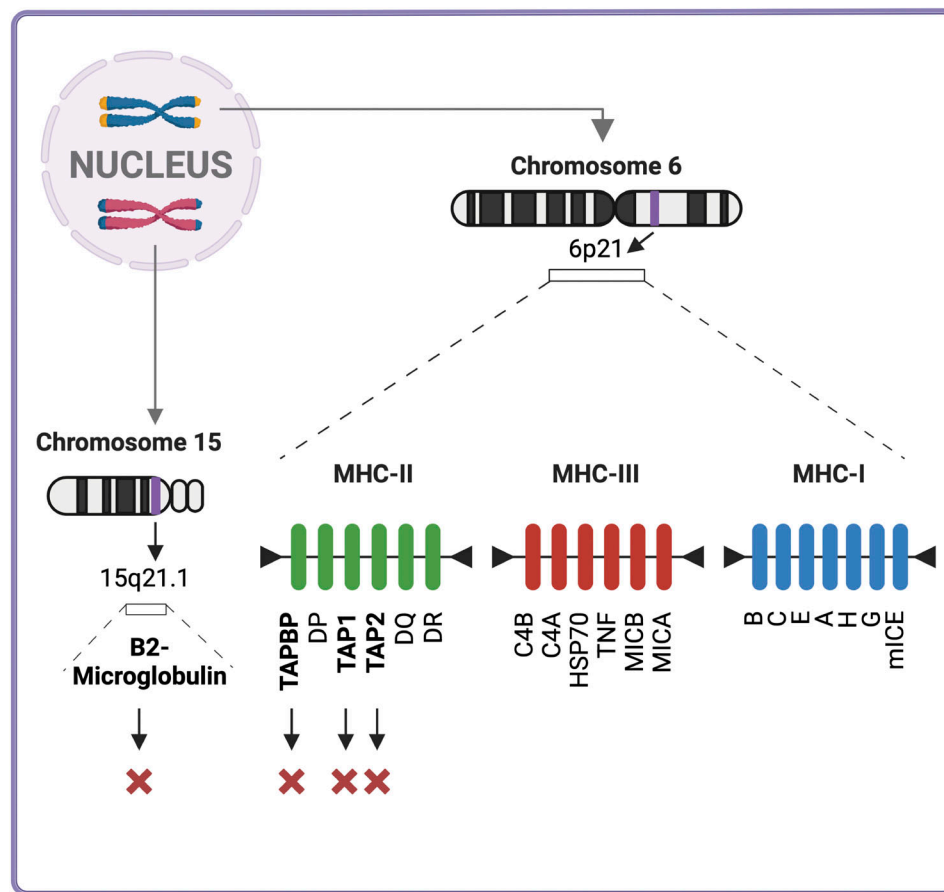 NUCLEUS
Chromosome 6
6p21
Chromosome 15
15q21.1
B2-
Microglobulin
MHC-II
TAPBP
DP
TAP1
TAP2
DQ
DR
MHC-III
C4B
C4A
HSP70
TNF
MICB
MICA
MHC-I
B
C
E
A
H
G
mICE